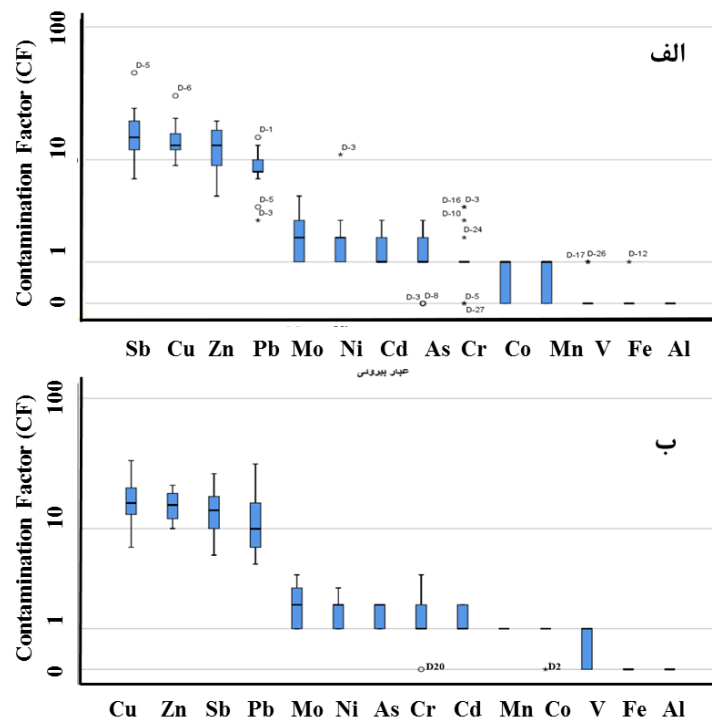 الف
Contamination Factor (CF)
100
10
1
0
D-5
D-6
D-1
D-5
D-3
D-3
D-3
D-8
D-16
D-3
D-10
D-24
D-5
D-27
D-17
D-26
D-12
Sb Cu Zn Pb Mo Ni Cd As Cr Co Mn V Fe Al
غبار بیرونی
ب
Contamination Factor (CF)
100
10
1
0
D20
D2
Cu Zn Sb Pb Mo Ni As Cr Cd Mn Co V Fe Al